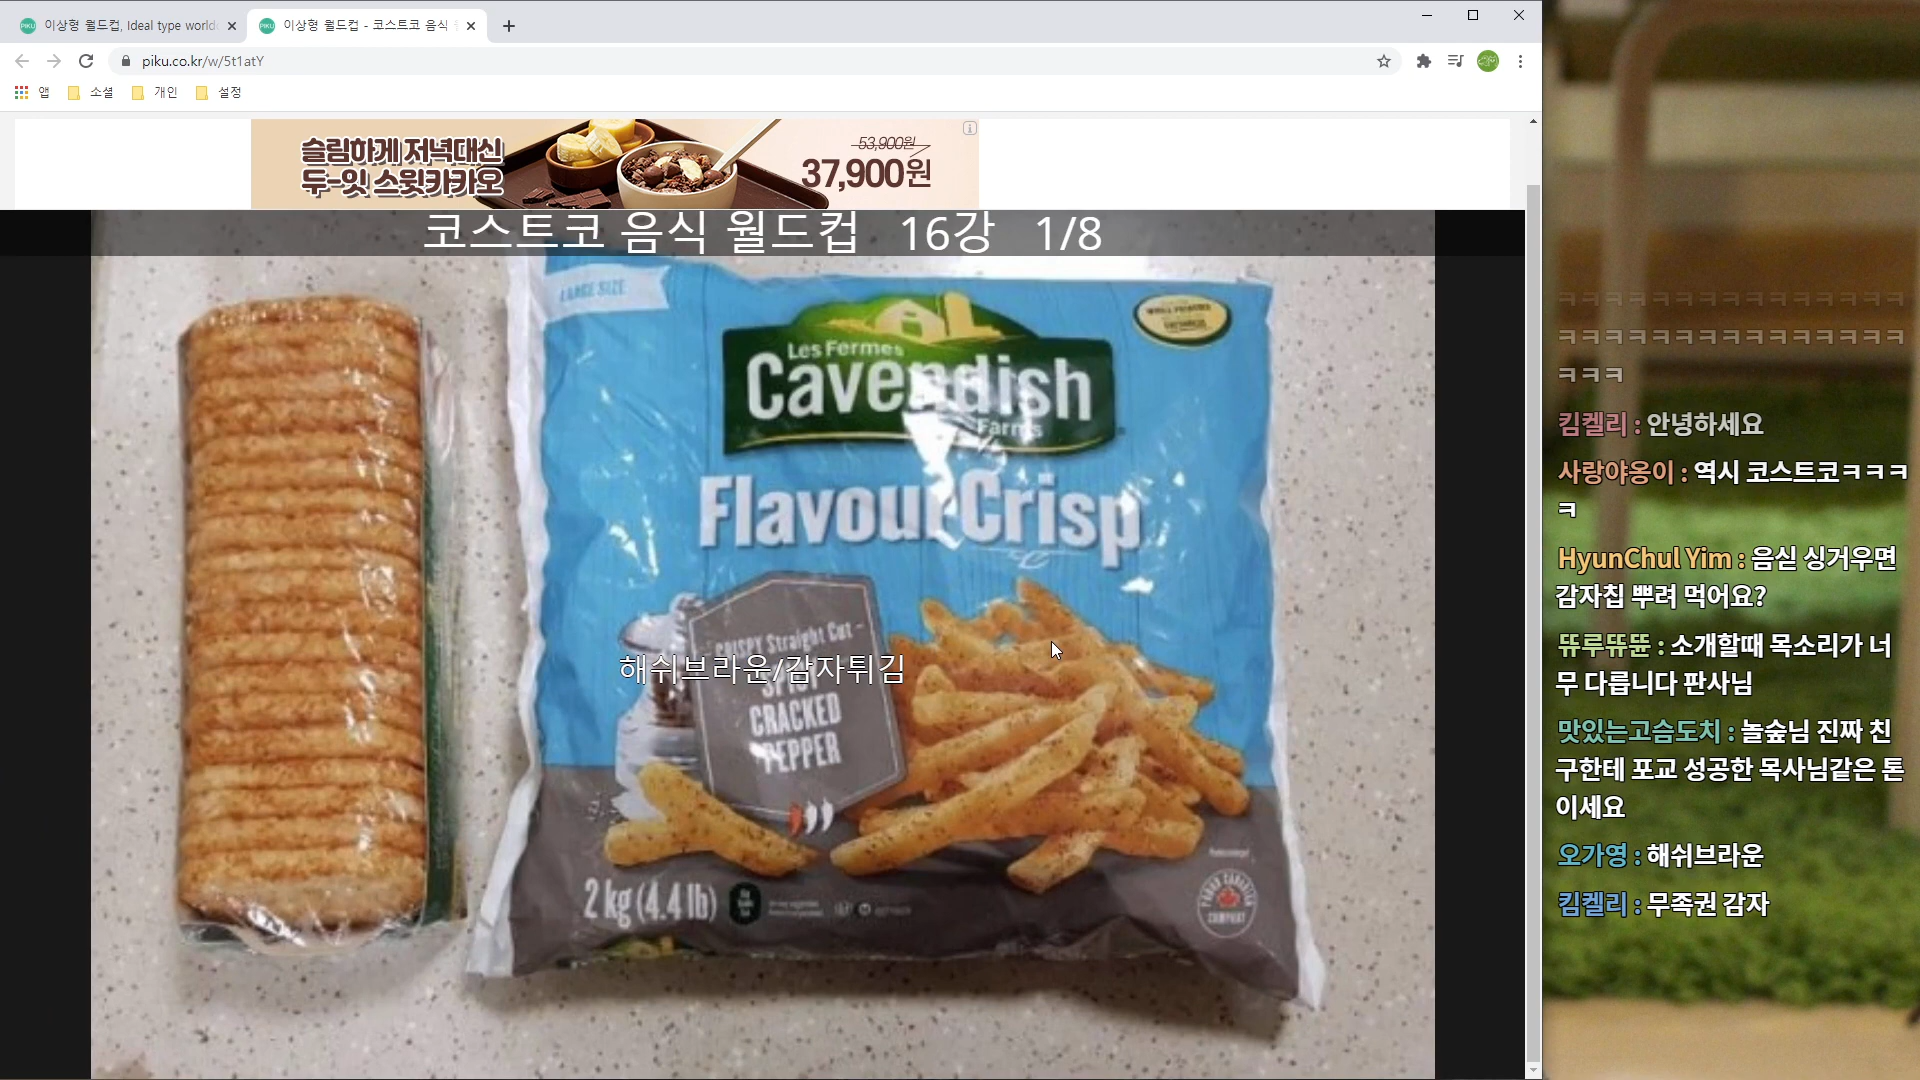 이상형 월드컵, Ideal type world
이상형 월드컵 - 코스트코 음식
piku.co.kr/w/5t1atY
앱
소셜
개인
설정
슬림하게 저녁대신
두-잇 스윗카카오
53,900원
37,900원
코스트코 음식 월드컵 16강 1/8
LARGE SIZE
Les Fermes
Cavendish
Farms
Flavour Crisp
CRISPY Straight Cut
해쉬브라운/감자튀김
SPICY
CRACKED
PEPPER
2 kg (4.4 lb)
ㅋㅋㅋㅋㅋㅋㅋㅋㅋㅋㅋㅋㅋㅋㅋ
ㅋㅋㅋㅋㅋㅋㅋㅋㅋㅋㅋㅋㅋㅋㅋ
ㅋㅋㅋ
킴켈리 : 안녕하세요
사랑야옹이 : 역시 코스트코ㅋㅋㅋ
ㅋ
HyunChul Yim : 음싣 싱거우면
감자칩 뿌려 먹어요?
뜌루뜌뜐 : 소개할때 목소리가 너
무 다릅니다 판사님
맛있는고슴도치 : 놀숲님 진짜 친
구한테 포교 성공한 목사님같은 톤
이세요
오가영 : 해쉬브라운
킴켈리 : 무족권 감자